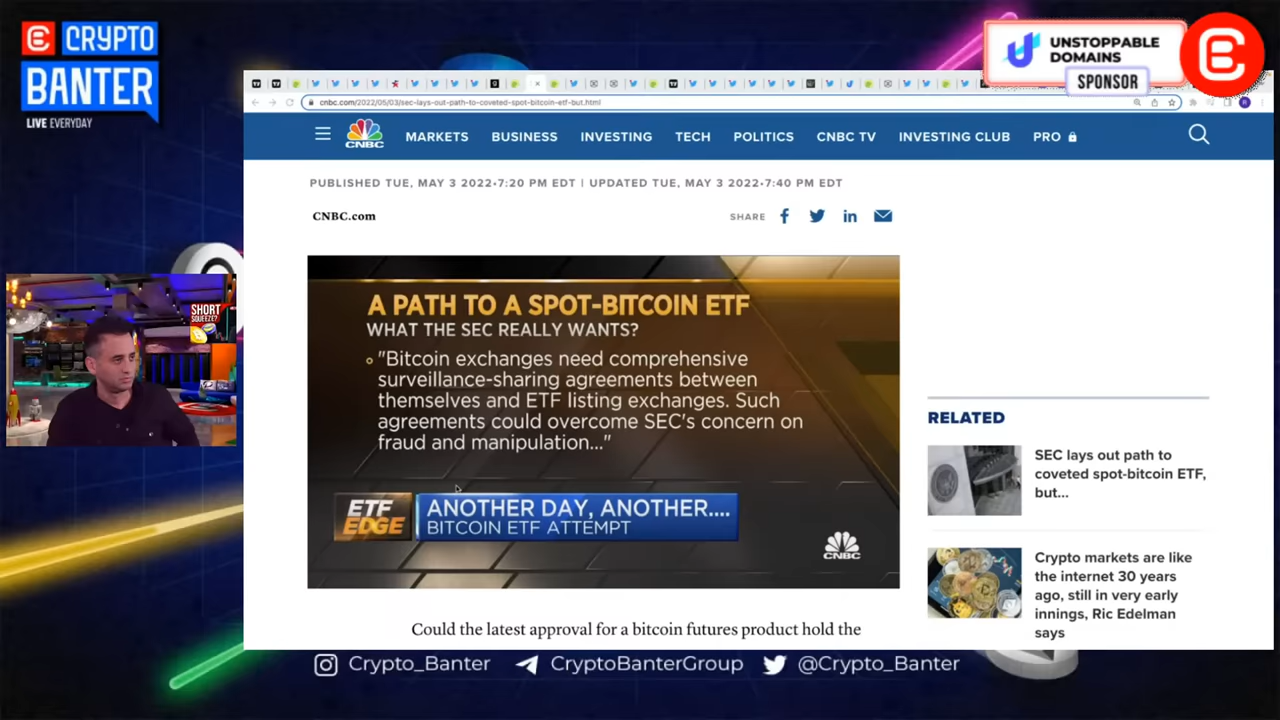 CRYPTO
BANTER
LIVE EVERYDAY
UNSTOPPABLE
DOMAINS
SPONSOR
cnbc.com/2022/05/03/sec-lays-out-path-to-coveted-spot-bitcoin-etf-but.html
CNBC
MARKETS BUSINESS INVESTING TECH POLITICS CNBC TV INVESTING CLUB PRO
PUBLISHED TUE, MAY 3 2022•7:20 PM EDT | UPDATED TUE, MAY 3 2022•7:40 PM EDT
CNBC.com
SHARE
A PATH TO A SPOT-BITCOIN ETF
WHAT THE SEC REALLY WANTS?
"Bitcoin exchanges need comprehensive
surveillance-sharing agreements between
themselves and ETF listing exchanges. Such
agreements could overcome SEC's concern on
fraud and manipulation..."
ETF
EDGE
ANOTHER DAY, ANOTHER....
BITCOIN ETF ATTEMPT
CNBC
RELATED
SEC lays out path to
coveted spot-bitcoin ETF,
but...
Crypto markets are like
the internet 30 years
ago, still in very early
innings, Ric Edelman
says
Could the latest approval for a bitcoin futures product hold the
SHORT
SQUEEZE?
Crypto_Banter CryptoBanterGroup @Crypto_Banter